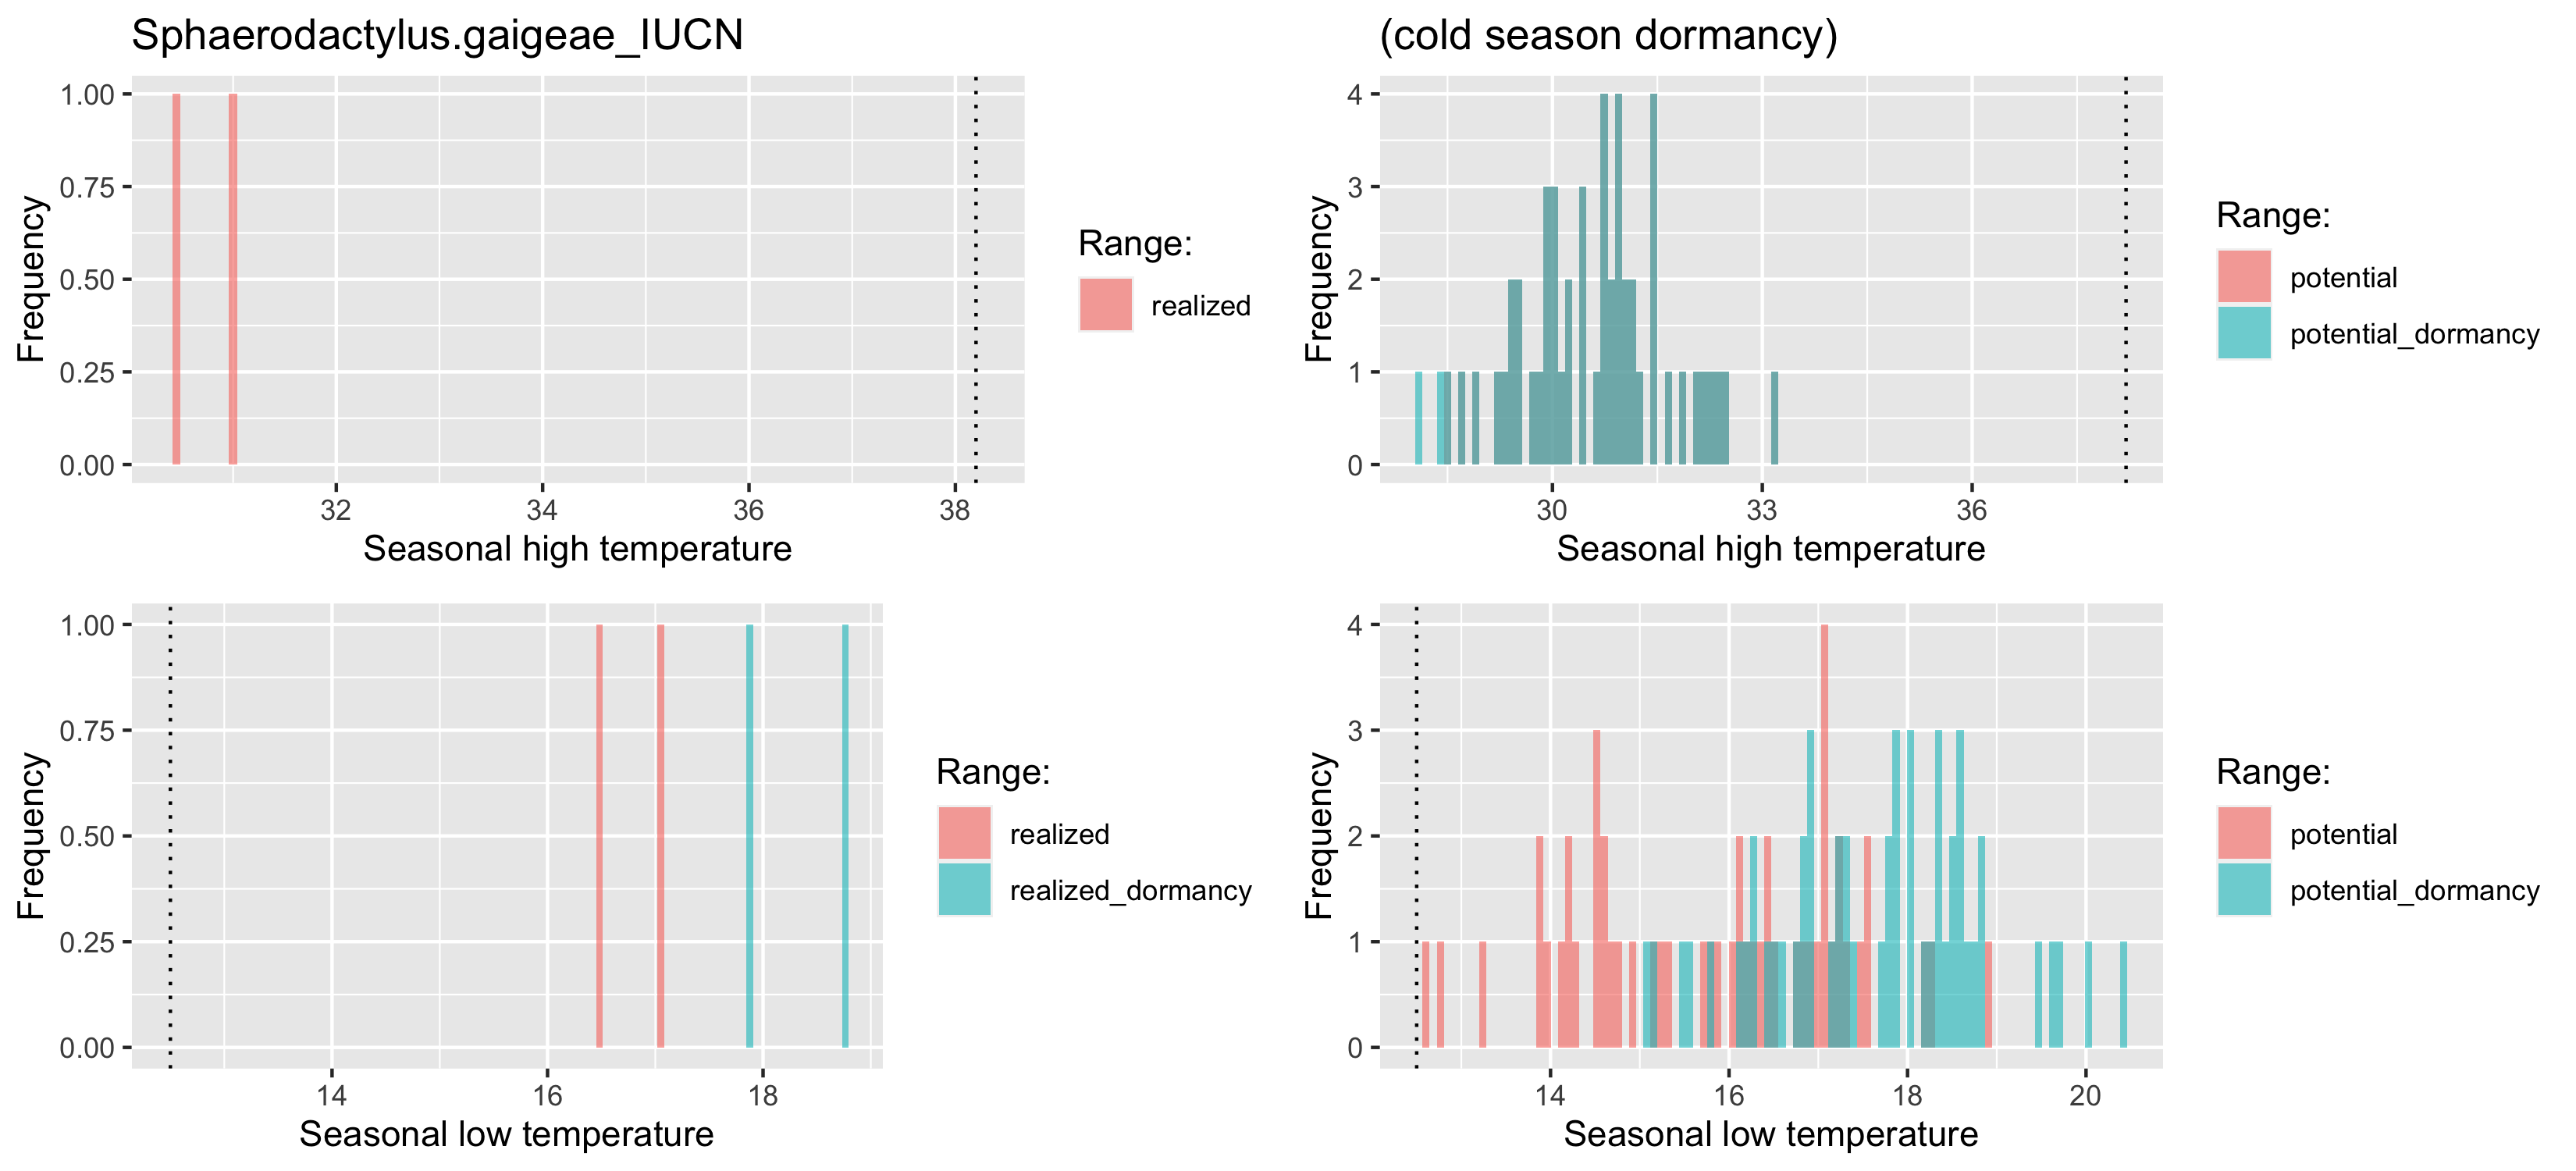 Sphaerodactylus.gaigeae_IUCN
1.00
0.75
0.50
0.25
0.00
Frequency
32 34 36 38
Seasonal high temperature
Range:
realized
(cold season dormancy)
4
3
2
1
0
Frequency
30 33 36
Seasonal high temperature
Range:
potential
potential_dormancy
1.00
0.75
0.50
0.25
0.00
Frequency
14 16 18
Seasonal low temperature
Range:
realized
realized_dormancy
4
3
2
1
0
Frequency
14 16 18 20
Seasonal low temperature
Range:
potential
potential_dormancy